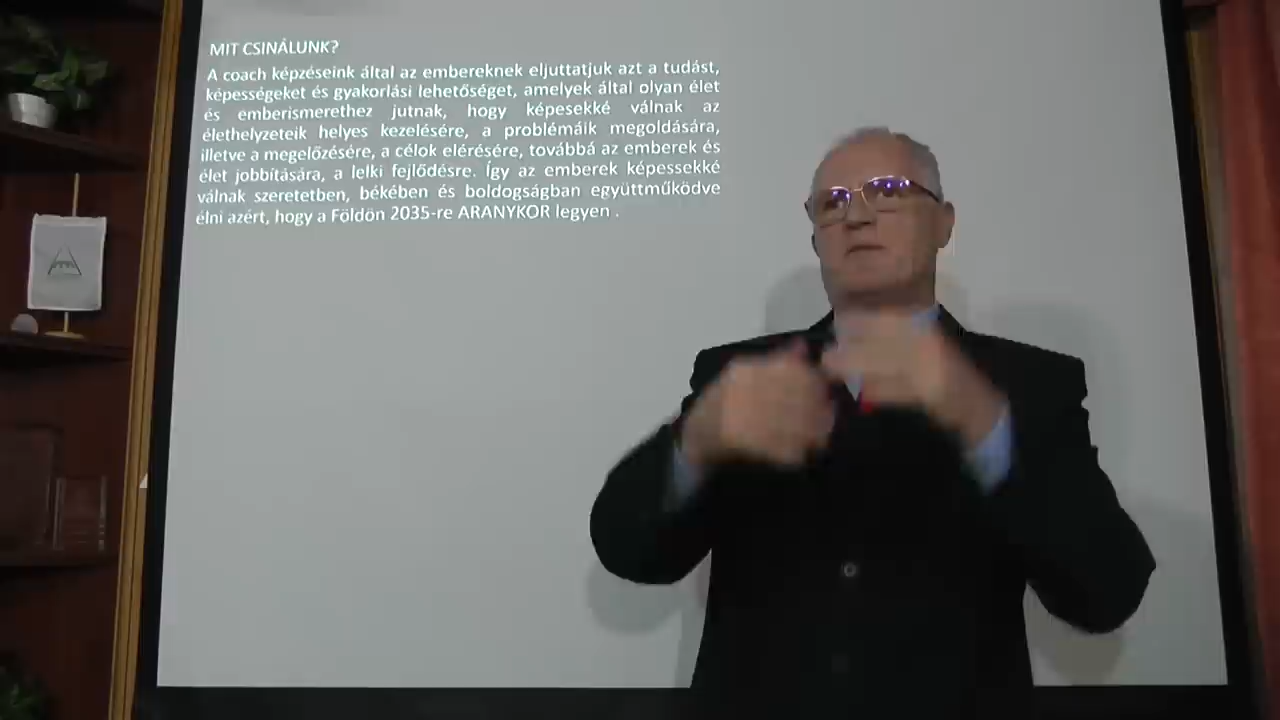 MIT CSINÁLUNK?
A coach képzéseink által az embereknek eljuttatjuk azt a tudást,
képességeket és gyakorlási lehetőséget, amelyek által olyan élet
és emberismerethez jutnak, hogy képesekké válnak az
élethelyzeteik helyes kezelésére, a problémáik megoldására,
illetve a megelőzésére, a célok elérésére, továbbá az emberek és
élet jobbítására, a lelki fejlődésre. Így az emberek képessekké
válnak szeretetben, békében és boldogságban együttműködve
élni azért, hogy a Földön 2035-re ARANYKOR legyen .